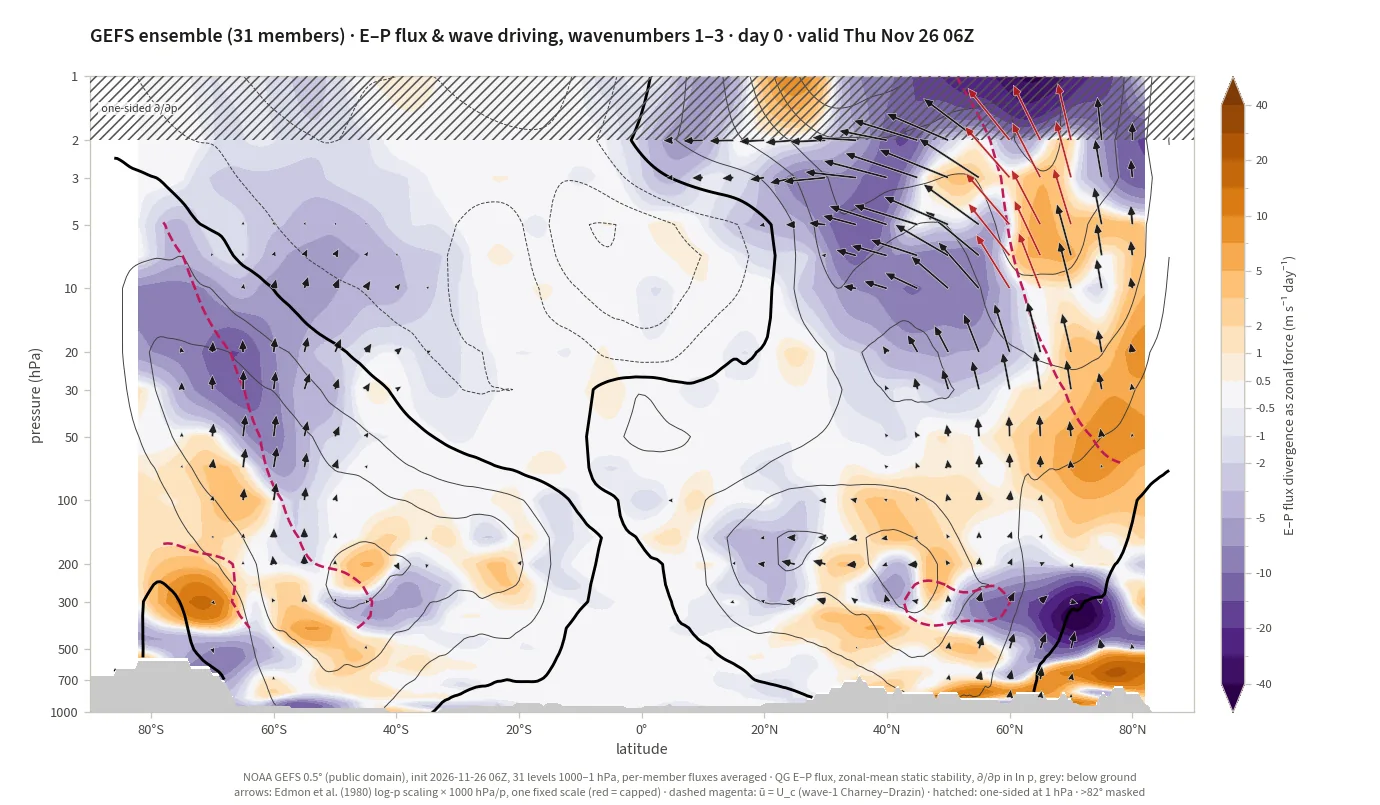 GEFS ensemble (31 members) · E–P flux & wave driving, wavenumbers 1–3 · day 0 · valid Thu Nov 26 06Z
one-sided ∂/∂p
pressure (hPa)
1
2
3
5
10
20
30
50
100
200
300
500
700
1000
80°S
60°S
40°S
20°S
0°
20°N
40°N
60°N
80°N
latitude
40
20
10
5
2
1
0.5
-0.5
-1
-2
-5
-10
-20
-40
E–P flux divergence as zonal force (m s⁻¹ day⁻¹)
NOAA GEFS 0.5° (public domain), init 2026-11-26 06Z, 31 levels 1000–1 hPa, per-member fluxes averaged · QG E–P flux, zonal-mean static stability, ∂/∂p in ln p, grey: below ground
arrows: Edmon et al. (1980) log-p scaling × 1000 hPa/p, one fixed scale (red = capped) · dashed magenta: ū = U_c (wave-1 Charney–Drazin) · hatched: one-sided at 1 hPa · >82° masked